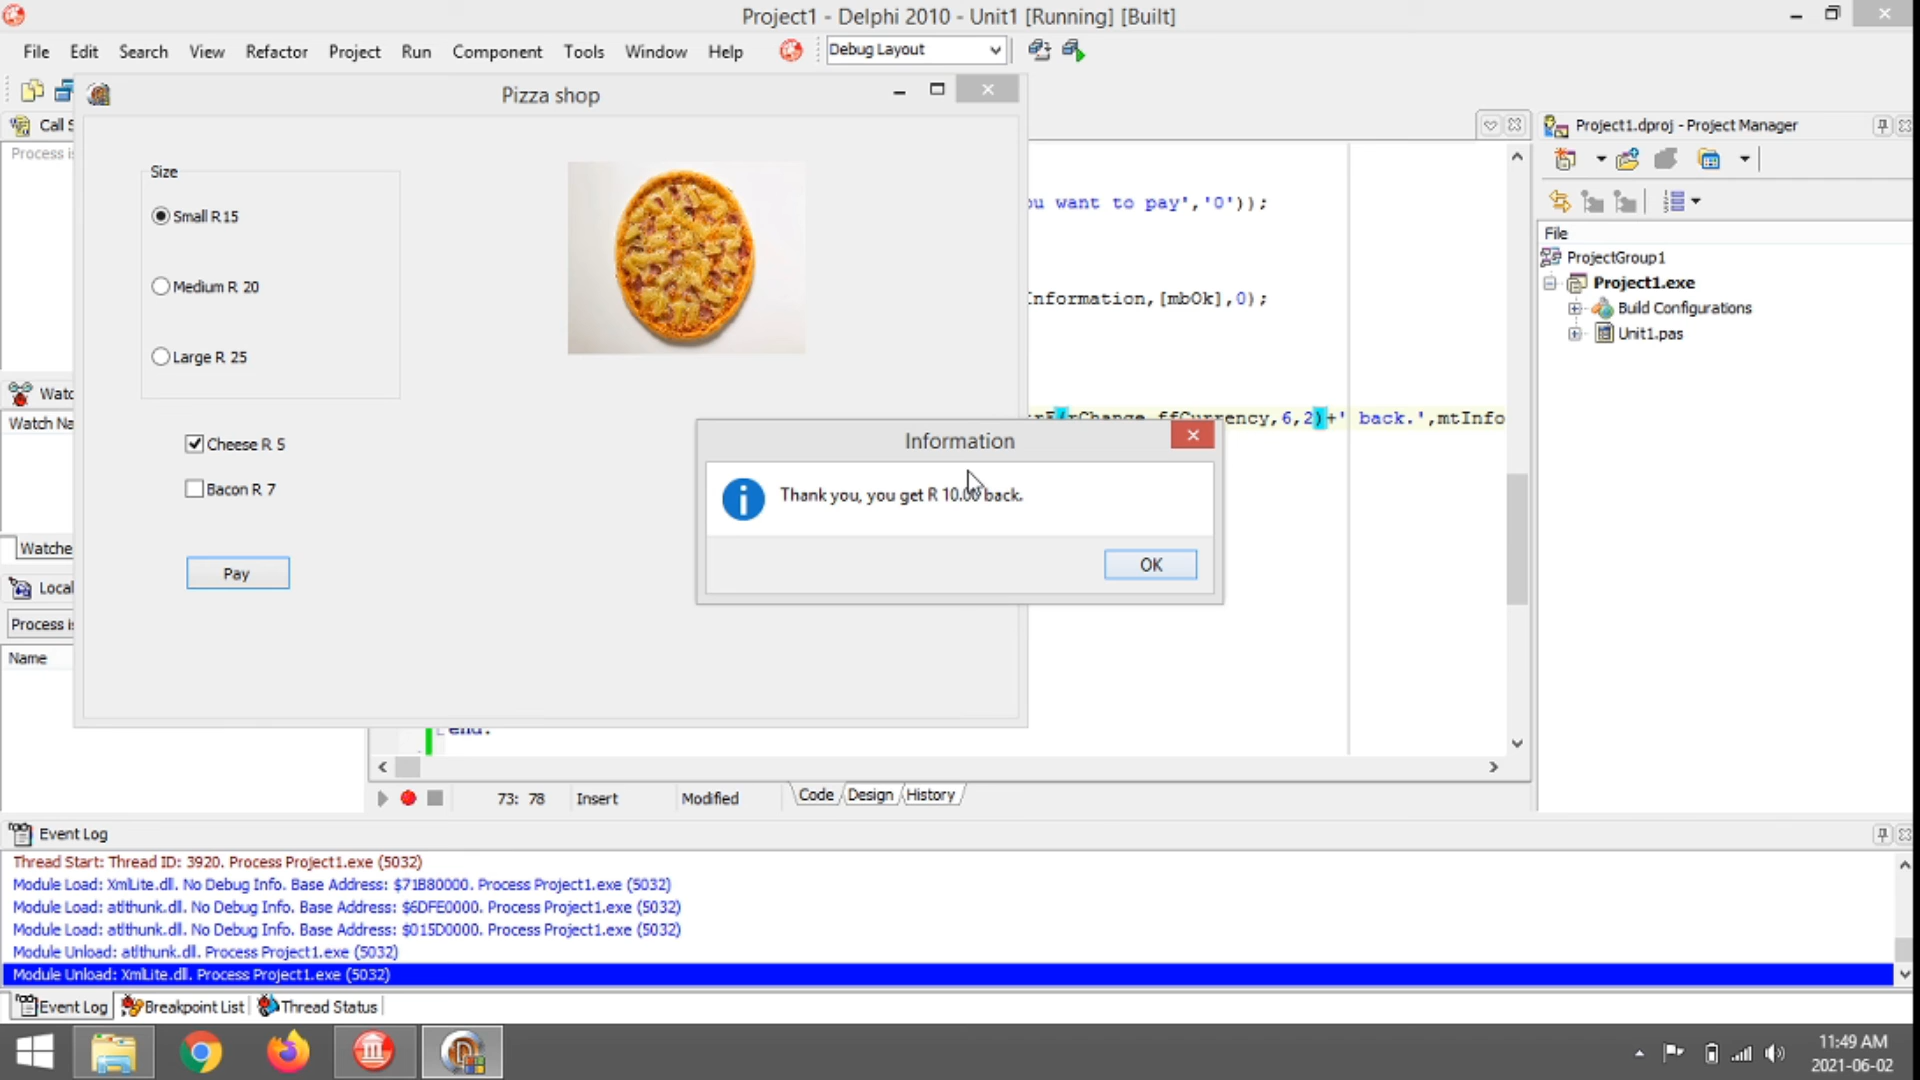 Project1 - Delphi 2010 - Unit1 [Running] [Built]
File Edit Search View Refactor Project Run Component Tools Window Help Debug Layout
Pizza shop
Call
Project1.dproj - Project Manager
Process
Size
Small R15
want to pay','0'));
File
ProjectGroup1
Project1.exe
Medium R 20
nformation,[mbOk],0);
Build Configurations
Unit1.pas
Large R 25
Watch Na
rChange,ffCurrency,6,2)+' back.',mtInfo
Information
Cheese R 5
Bacon R 7
Thank you, you get R 10.00 back.
OK
Watche
Pay
Local
Process
Name
end.
73: 78 Insert Modified Code Design History
Event Log
Thread Start: Thread ID: 3920. Process Project1.exe (5032)
Module Load: XmlLite.dll. No Debug Info. Base Address: $71B80000. Process Project1.exe (5032)
Module Load: atlthunk.dll. No Debug Info. Base Address: $6DFE0000. Process Project1.exe (5032)
Module Load: atlthunk.dll. No Debug Info. Base Address: $015D0000. Process Project1.exe (5032)
Module Unload: atlthunk.dll. Process Project1.exe (5032)
Module Unload: XmlLite.dll. Process Project1.exe (5032)
Event Log Breakpoint List Thread Status
11:49 AM
2021-06-02